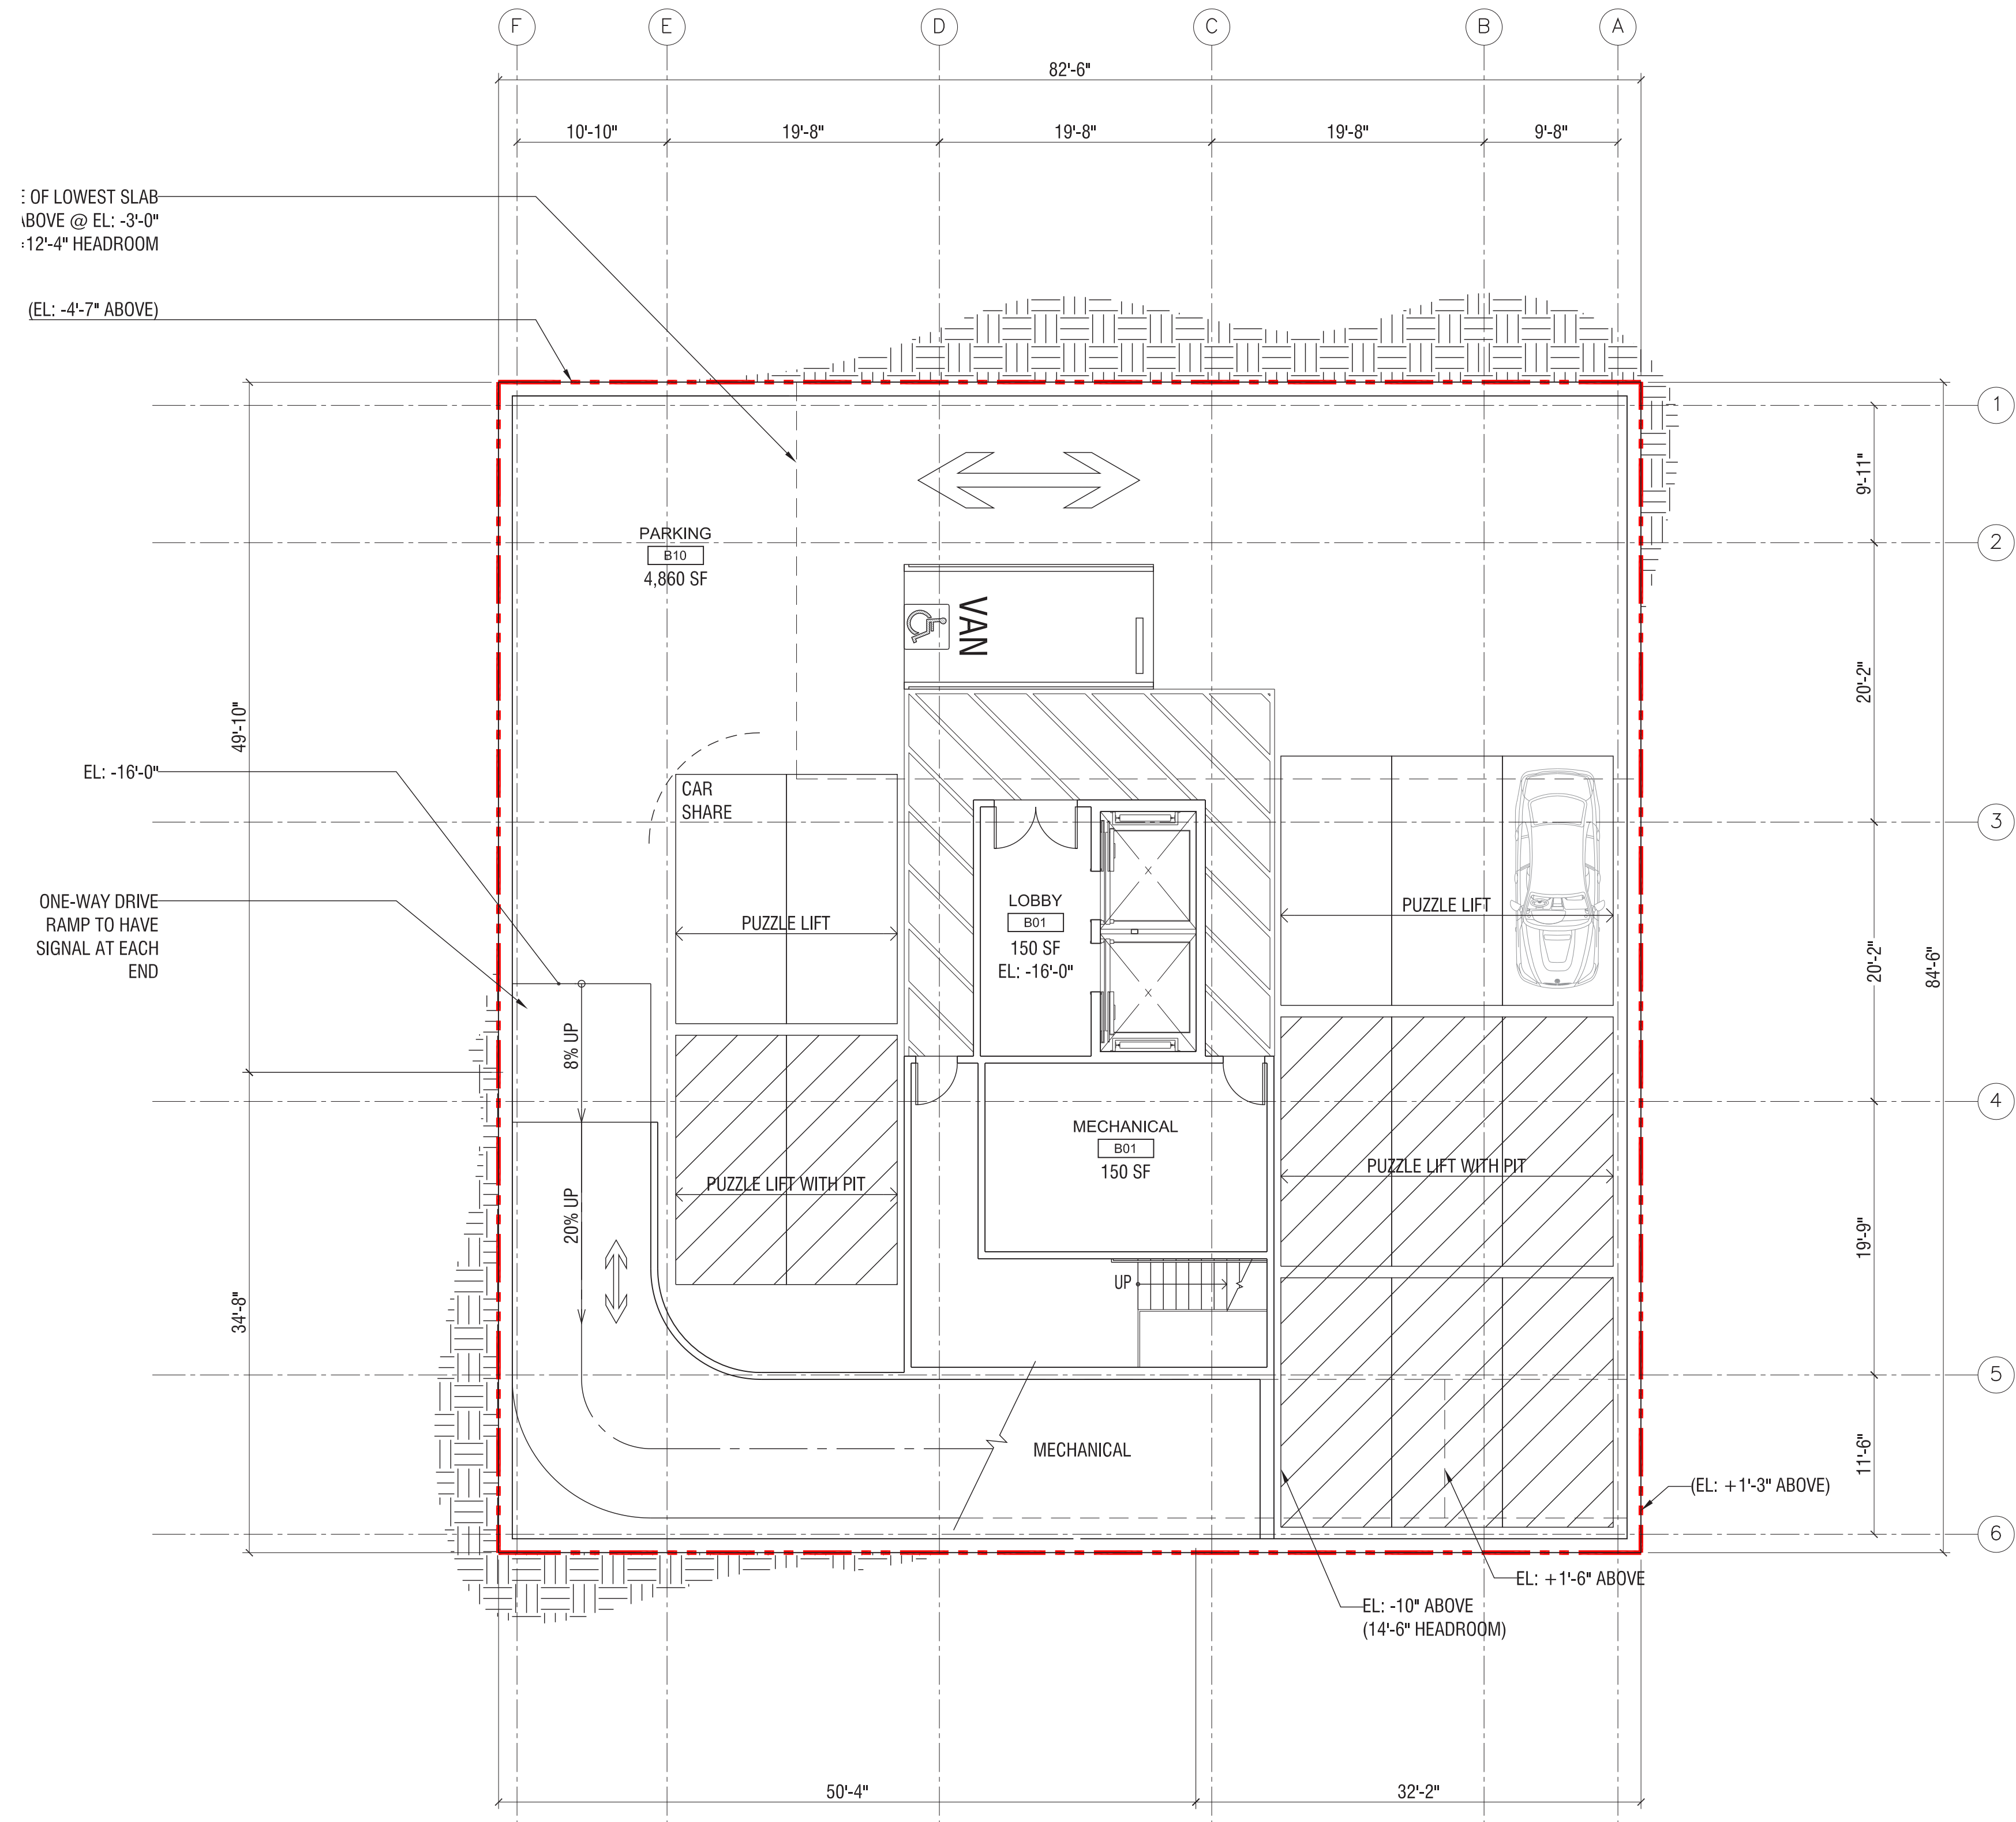 F
E
D
C
B
A
82'-6"
10'-10"
19'-8"
19'-8"
19'-8"
9'-8"
OF LOWEST SLAB
ABOVE @ EL: -3'-0"
12'-4" HEADROOM
(EL: -4'-7" ABOVE)
1
9'-11"
2
PARKING
B10
4,860 SF
VAN
20'-2"
49'-10"
EL: -16'-0"
CAR
SHARE
3
ONE-WAY DRIVE
RAMP TO HAVE
SIGNAL AT EACH
END
PUZZLE LIFT
LOBBY
B01
150 SF
EL: -16'-0"
PUZZLE LIFT
20'-2"
84'-6"
8% UP
4
MECHANICAL
B01
150 SF
PUZZLE LIFT WITH PIT
PUZZLE LIFT WITH PIT
20% UP
19'-9"
34'-8"
UP
5
MECHANICAL
11'-6"
(EL: +1'-3" ABOVE)
6
EL: +1'-6" ABOVE
EL: -10" ABOVE
(14'-6" HEADROOM)
50'-4"
32'-2"